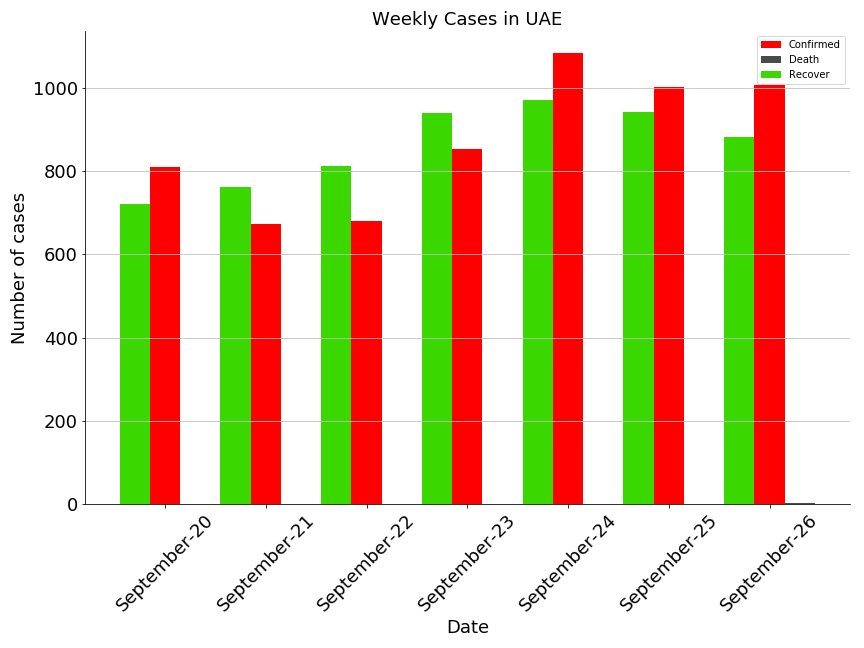 Weekly Cases in UAE
Confirmed
Death
Recover
Number of cases
1000
800
600
400
200
0
September-20
September-21
September-22
September-23
September-24
September-25
September-26
Date